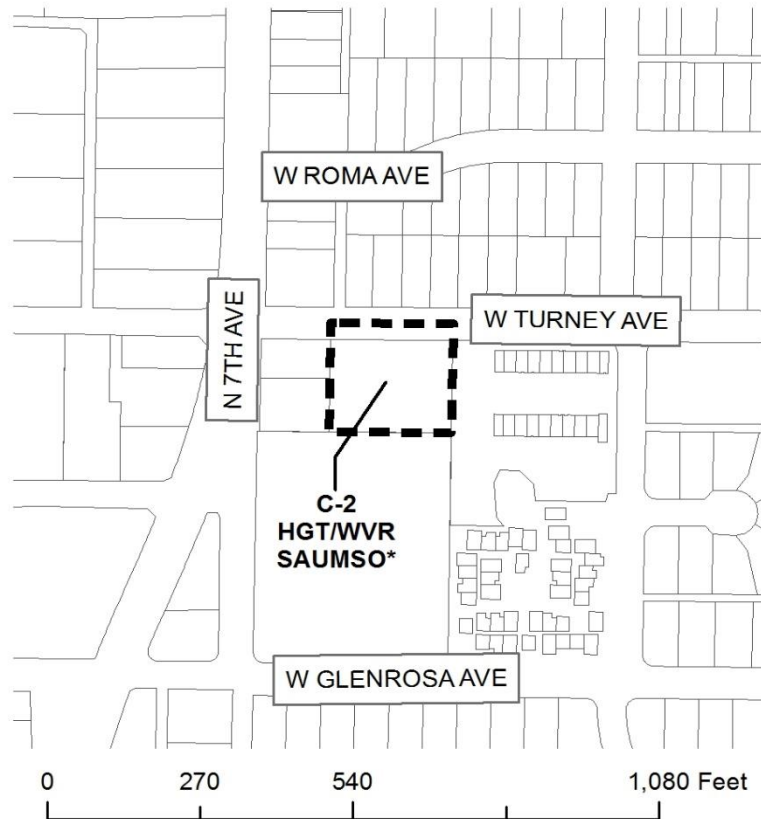 W ROMA AVE
N 7TH AVE
W TURNEY AVE
C-2
HGT/WVR
SAUMSO*
W GLENROSA AVE
0 270 540 1,080 Feet